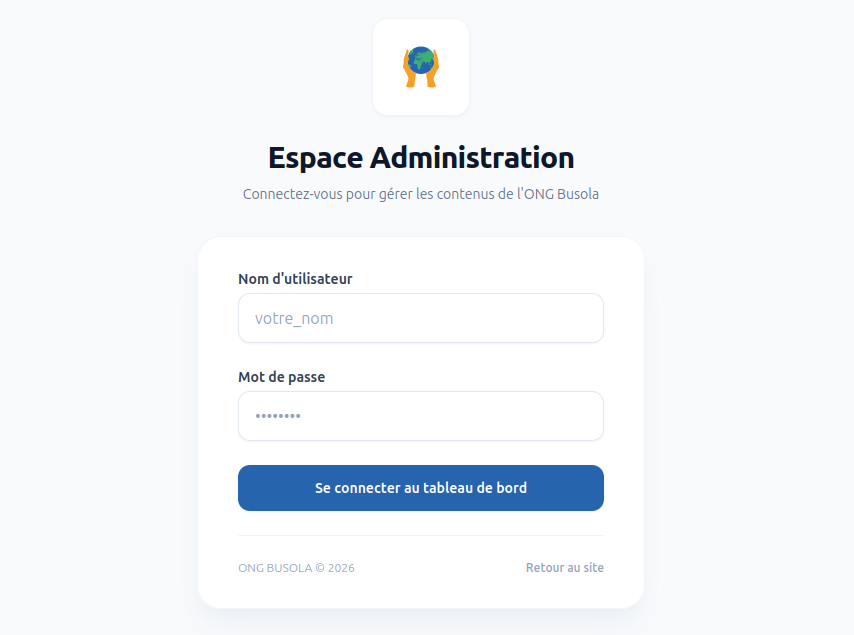 Espace Administration
Connectez-vous pour gérer les contenus de l'ONG Busola
Nom d'utilisateur
votre_nom
Mot de passe
••••••••
Se connecter au tableau de bord
ONG BUSOLA © 2026
Retour au site